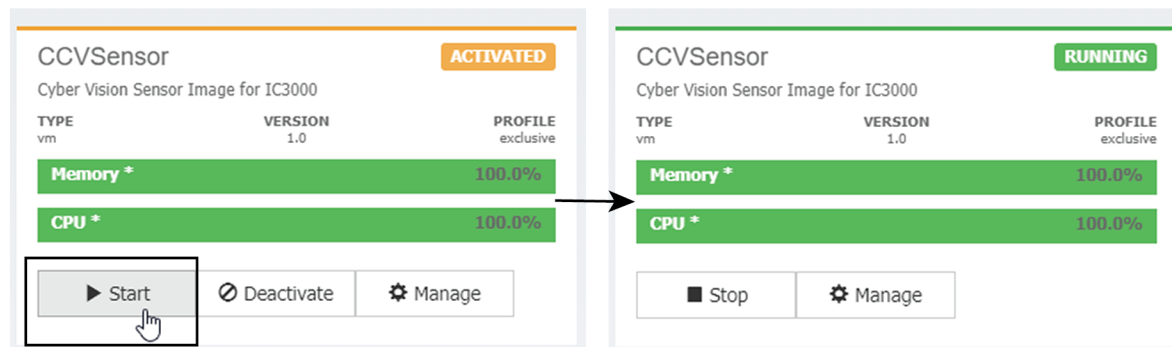 CCVSensor ACTIVATED
Cyber Vision Sensor Image for IC3000
TYPE VERSION PROFILE
vm 1.0 exclusive
Memory * 100.0%
CPU * 100.0%
Start Deactivate Manage
CCVSensor RUNNING
Cyber Vision Sensor Image for IC3000
TYPE VERSION PROFILE
vm 1.0 exclusive
Memory * 100.0%
CPU * 100.0%
Stop Manage